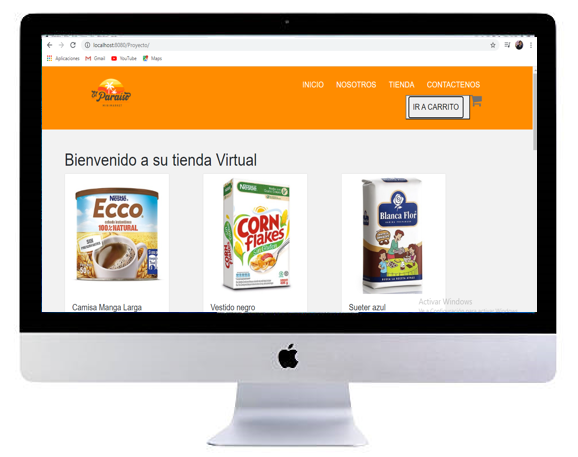 localhost:8080/Proyecto/
Aplicaciones Gmail YouTube Maps
Paraíso
INICIO NOSOTROS TIENDA CONTACTENOS
IR A CARRITO
Bienvenido a su tienda Virtual
Nestlé
ECCO
100% NATURAL
Nestlé
CORN
flakes
Blanca Flor
Camisa Manga Larga
Vestido negro
Sueter azul
Activar Windows